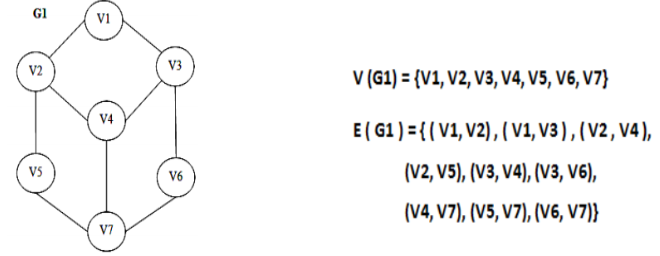 G1
V1
V2
V3
V4
V5
V6
V7
V (G1) = {V1, V2, V3, V4, V5, V6, V7}
E ( G1 ) = { ( V1, V2) , ( V1, V3 ) , ( V2 , V4 ),
(V2, V5), (V3, V4), (V3, V6),
(V4, V7), (V5, V7), (V6, V7)}